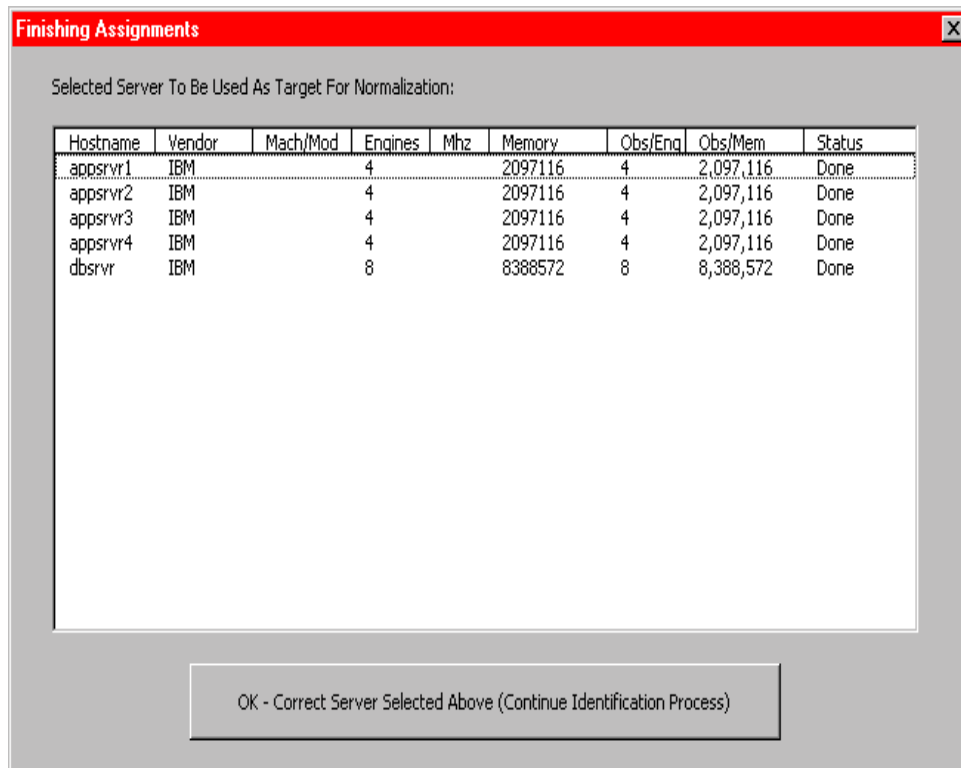 Finishing Assignments
Selected Server To Be Used As Target For Normalization:
Hostname Vendor Mach/Mod Engines Mhz Memory Obs/Eng Obs/Mem Status
appsrvr1 IBM 4 2097116 4 2,097,116 Done
appsrvr2 IBM 4 2097116 4 2,097,116 Done
appsrvr3 IBM 4 2097116 4 2,097,116 Done
appsrvr4 IBM 4 2097116 4 2,097,116 Done
dbsrvr IBM 8 8388572 8 8,388,572 Done
OK - Correct Server Selected Above (Continue Identification Process)